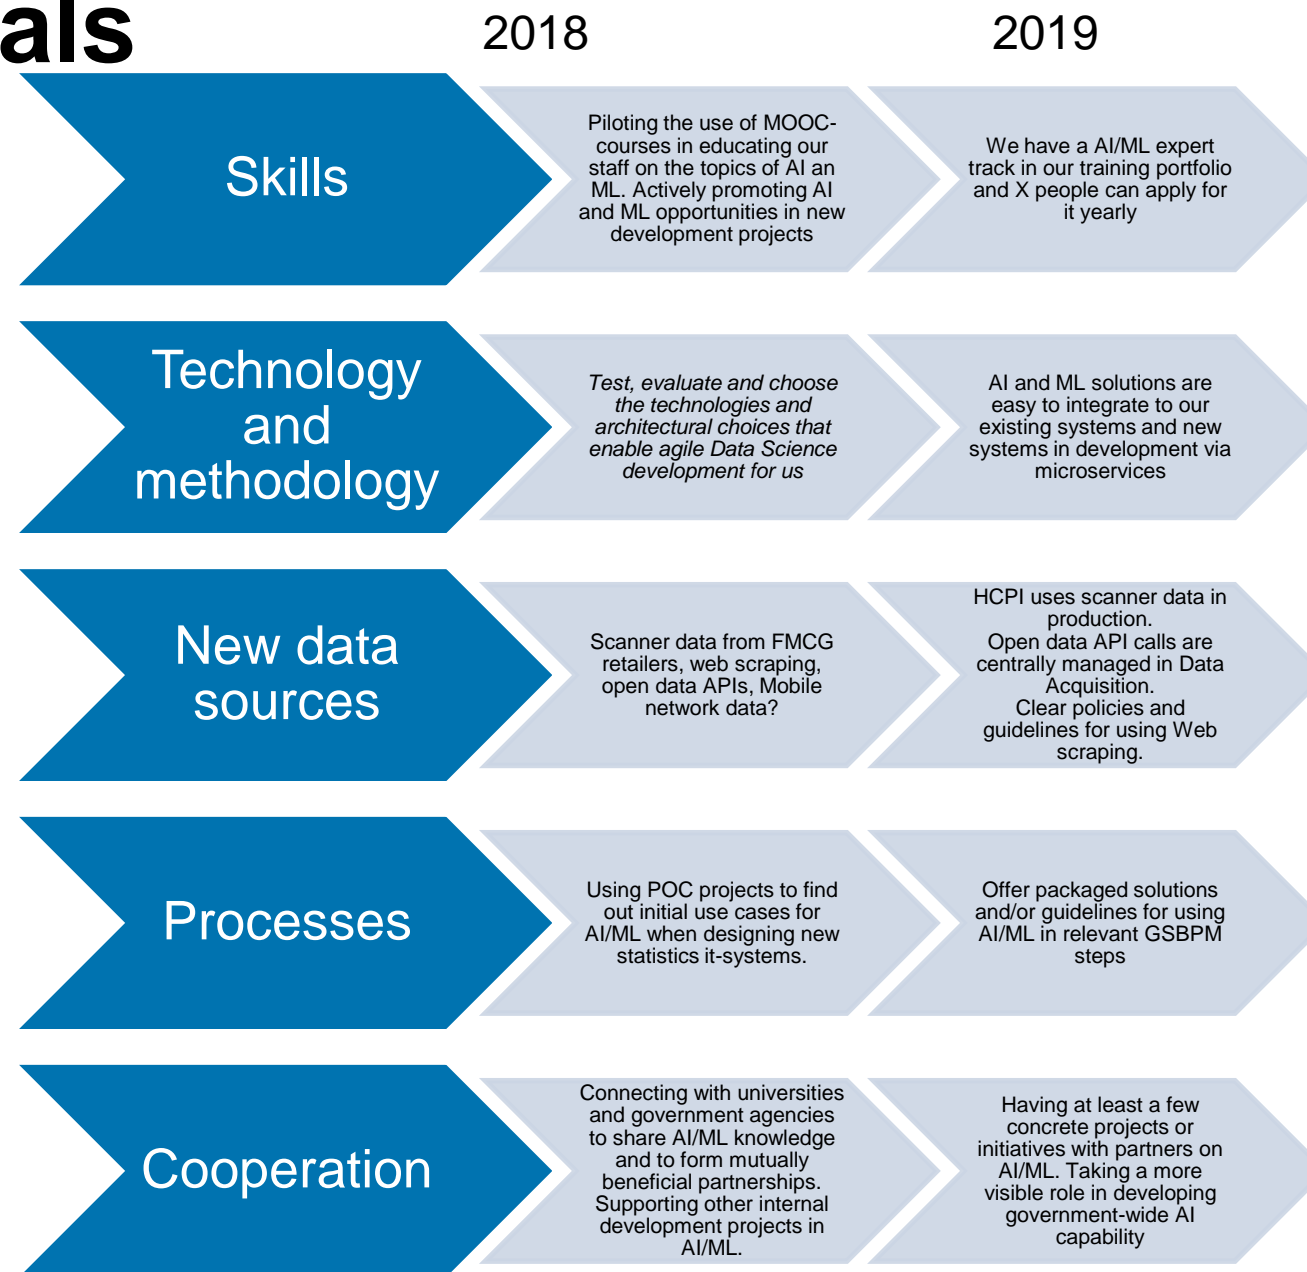 als
2018
2019
Skills
Piloting the use of MOOC-
courses in educating our
staff on the topics of AI an
ML. Actively promoting AI
and ML opportunities in new
development projects
We have a AI/ML expert
track in our training portfolio
and X people can apply for
it yearly
Technology
and
methodology
Test, evaluate and choose
the technologies and
architectural choices that
enable agile Data Science
development for us
AI and ML solutions are
easy to integrate to our
existing systems and new
systems in development via
microservices
New data
sources
Scanner data from FMCG
retailers, web scraping,
open data APIs, Mobile
network data?
HCPI uses scanner data in
production.
Open data API calls are
centrally managed in Data
Acquisition.
Clear policies and
guidelines for using Web
scraping.
Processes
Using POC projects to find
out initial use cases for
AI/ML when designing new
statistics it-systems.
Offer packaged solutions
and/or guidelines for using
AI/ML in relevant GSBPM
steps
Cooperation
Connecting with universities
and government agencies
to share AI/ML knowledge
and to form mutually
beneficial partnerships.
Supporting other internal
development projects in
AI/ML.
Having at least a few
concrete projects or
initiatives with partners on
AI/ML. Taking a more
visible role in developing
government-wide AI
capability